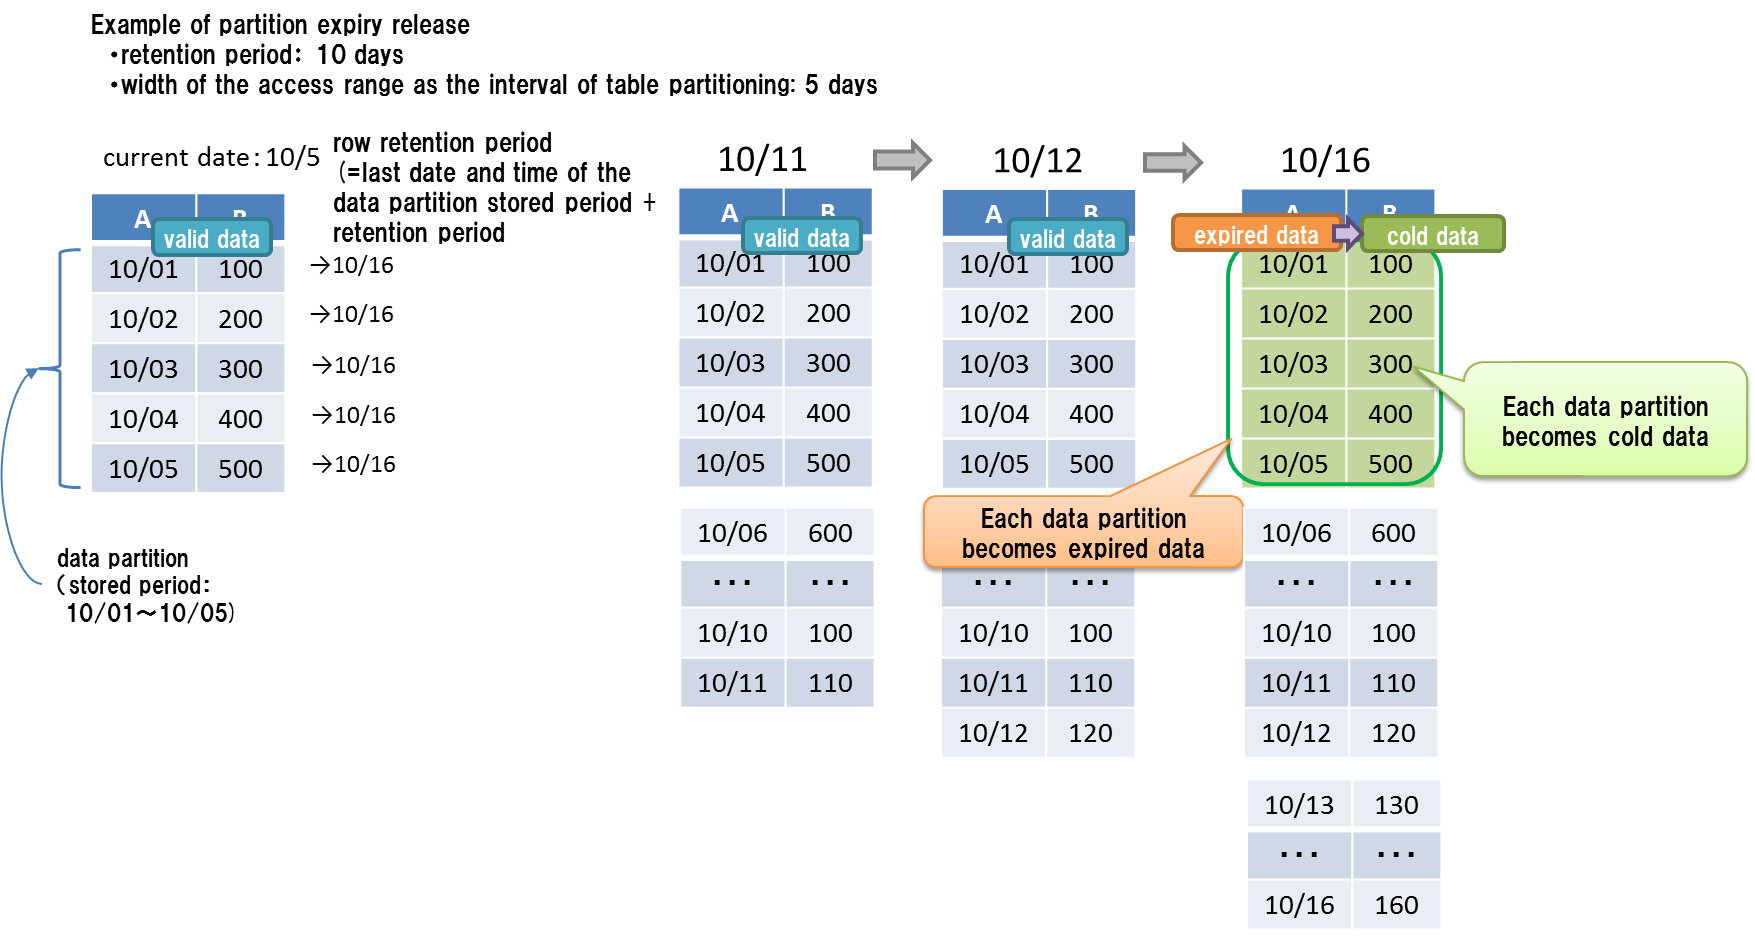 Example of partition expiry release
・retention period: 10 days
・width of the access range as the interval of table partitioning: 5 days
current date: 10/5
row retention period
(=last date and time of the
data partition stored period +
retention period
A B
valid data
10/01 100 →10/16
10/02 200 →10/16
10/03 300 →10/16
10/04 400 →10/16
10/05 500 →10/16
data partition
(stored period:
10/01～10/05)
10/11
A B
valid data
10/01 100
10/02 200
10/03 300
10/04 400
10/05 500
10/06 600
... ...
10/10 100
10/11 110
10/12
A B
valid data
10/01 100
10/02 200
10/03 300
10/04 400
10/05 500
Each data partition
becomes expired data
... ...
10/10 100
10/11 110
10/12 120
10/16
A B
expired data
cold data
10/01 100
10/02 200
10/03 300
10/04 400
10/05 500
Each data partition
becomes cold data
10/06 600
... ...
10/10 100
10/11 110
10/12 120
10/13 130
... ...
10/16 160